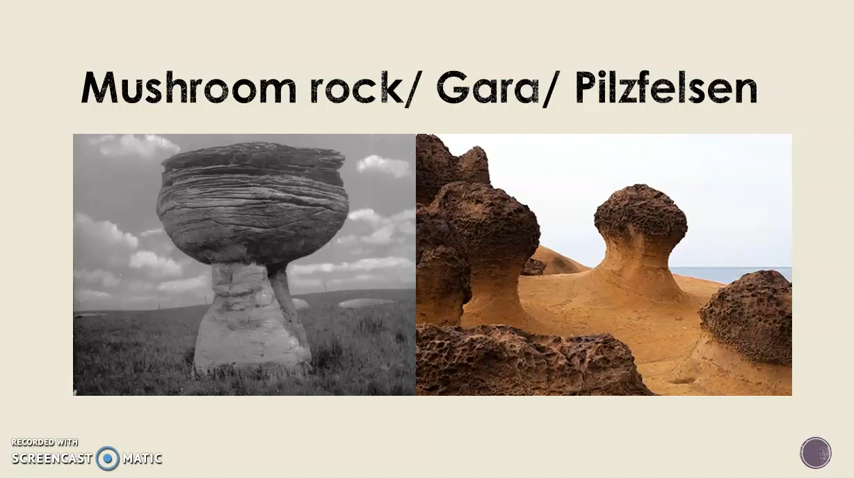 Mushroom rock/ Gara/ Pilzfelsen
RECORDED WITH
SCREENCAST MATIC